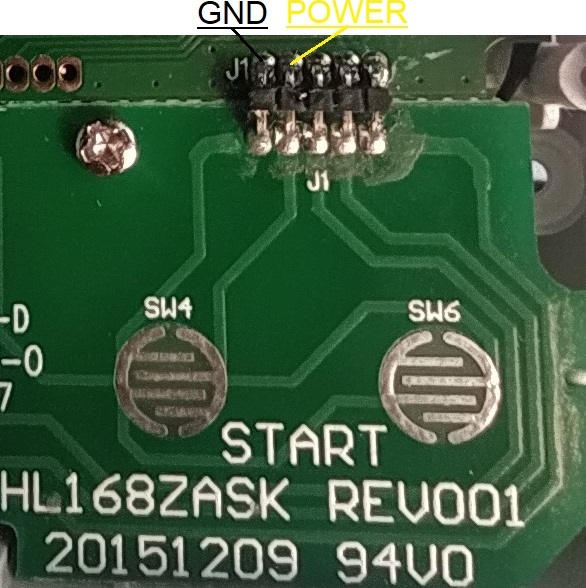 GND POWER
J1
J1
SW4 SW6
-D
-O
7
START
HL168ZASK REV001
20151209 94V0